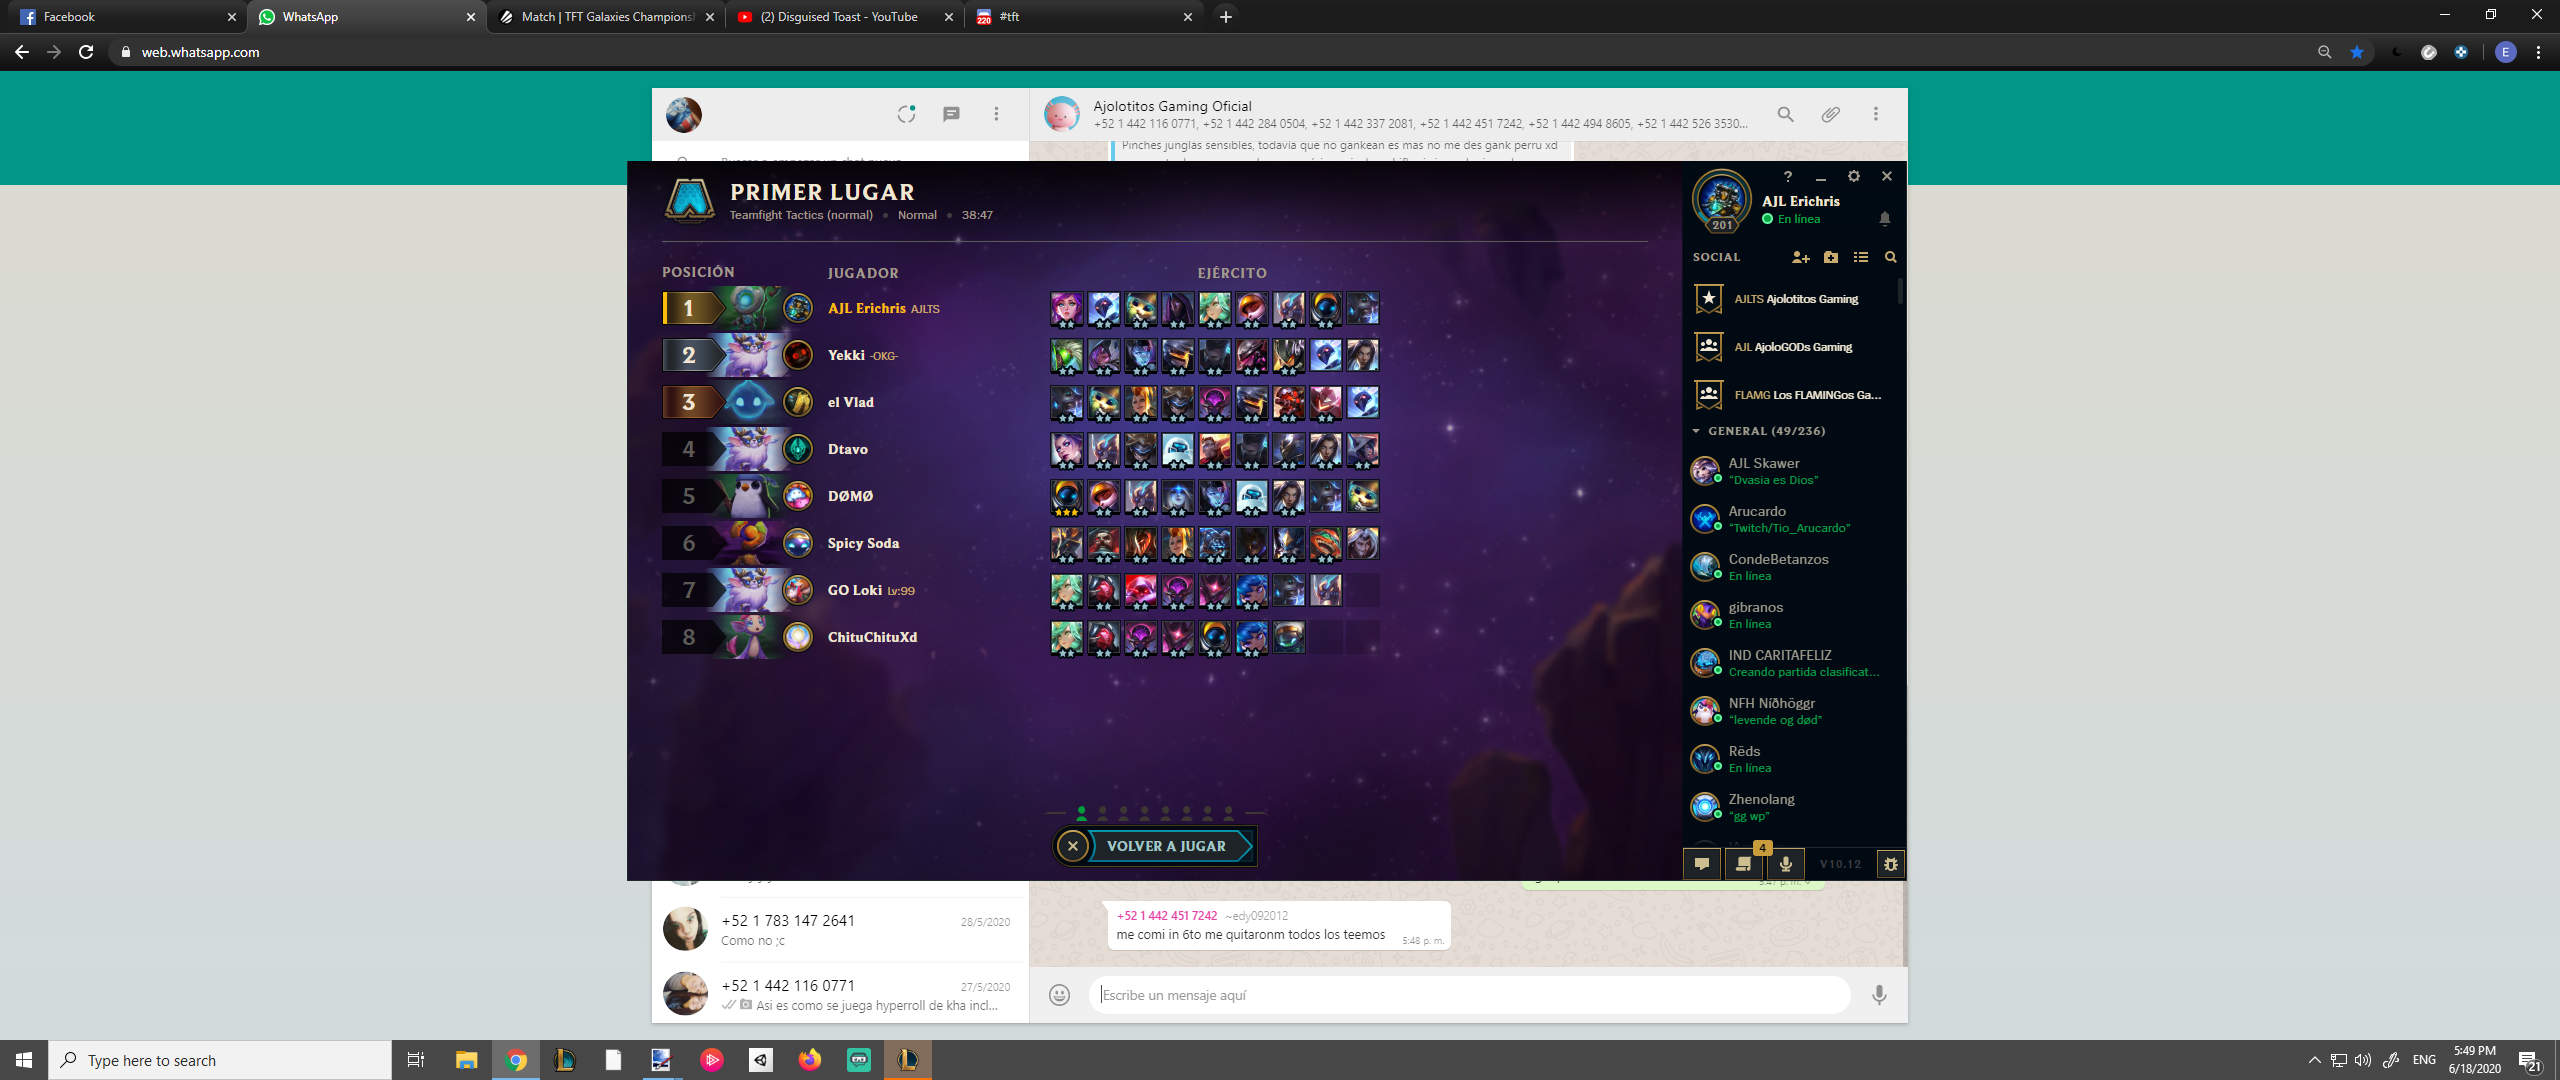 Facebook
WhatsApp
Match | TFT Galaxies Champions
(2) Disguised Toast - YouTube
220
#tft
web.whatsapp.com
E
Ajolotitos Gaming Oficial
+52 1 442 116 0771, +52 1 442 284 0504, +52 1 442 337 2081, +52 1 442 451 7242, +52 1 442 494 8605, +52 1 442 526 3530...
Pinches junglas sensibles, todavía que no gankean es mas no me des gank perru xd
PRIMER LUGAR
Teamfight Tactics (normal) • Normal • 38:47
POSICIÓN JUGADOR EJÉRCITO
1 AJL Erichris AJLTS
2 Yekki -OKG-
3 el Vlad
4 Dtavo
5 DØMØ
6 Spicy Soda
7 GO Loki Lv:99
8 ChituChituXd
VOLVER A JUGAR
?
AJL Erichris
En línea
201
SOCIAL
AJLTS Ajolotitos Gaming
AJL AjoloGODs Gaming
FLAMG Los FLAMINGos Ga...
GENERAL (49/236)
AJL Skawer
"Dvasia es Dios"
Arucardo
"Twitch/Tio_Arucardo"
CondeBetanzos
En línea
gibranos
En línea
IND CARITAFELIZ
Creando partida clasificat...
NFH Níðhöggr
"levende og død"
Rēds
En línea
Zhenolang
"gg wp"
4
V10.12
+52 1 783 147 2641
28/5/2020
Como no ;c
+52 1 442 116 0771
27/5/2020
Asi es como se juega hyperroll de kha incl...
5:47 p. m.
+52 1 442 451 7242 ~edy092012
me comi in 6to me quitaronm todos los teemos
5:48 p. m.
Escribe un mensaje aquí
Type here to search
ENG
5:49 PM
6/18/2020
21